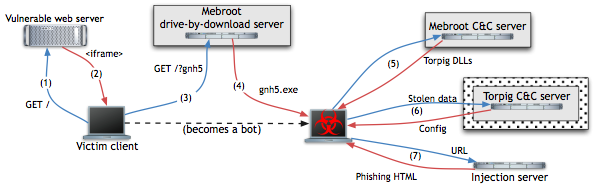 Vulnerable web server
<iframe>
(1)
(2)
GET /
Victim client
Mebroot
drive-by-download server
GET /?gnh5
(3)
(4)
gnh5.exe
(becomes a bot)
Mebroot C&C server
(5)
Torpig DLLs
Stolen data
(6)
Config
Torpig C&C server
(7)
URL
Phishing HTML
Injection server